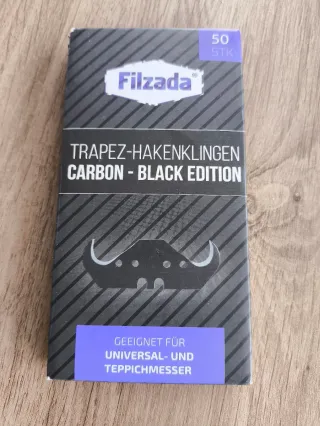 50
STK
Filzada
TRAPEZ-HAKENKLINGEN
CARBON - BLACK EDITION
GEEIGNET FÜR
UNIVERSAL- UND
TEPPICHMESSER